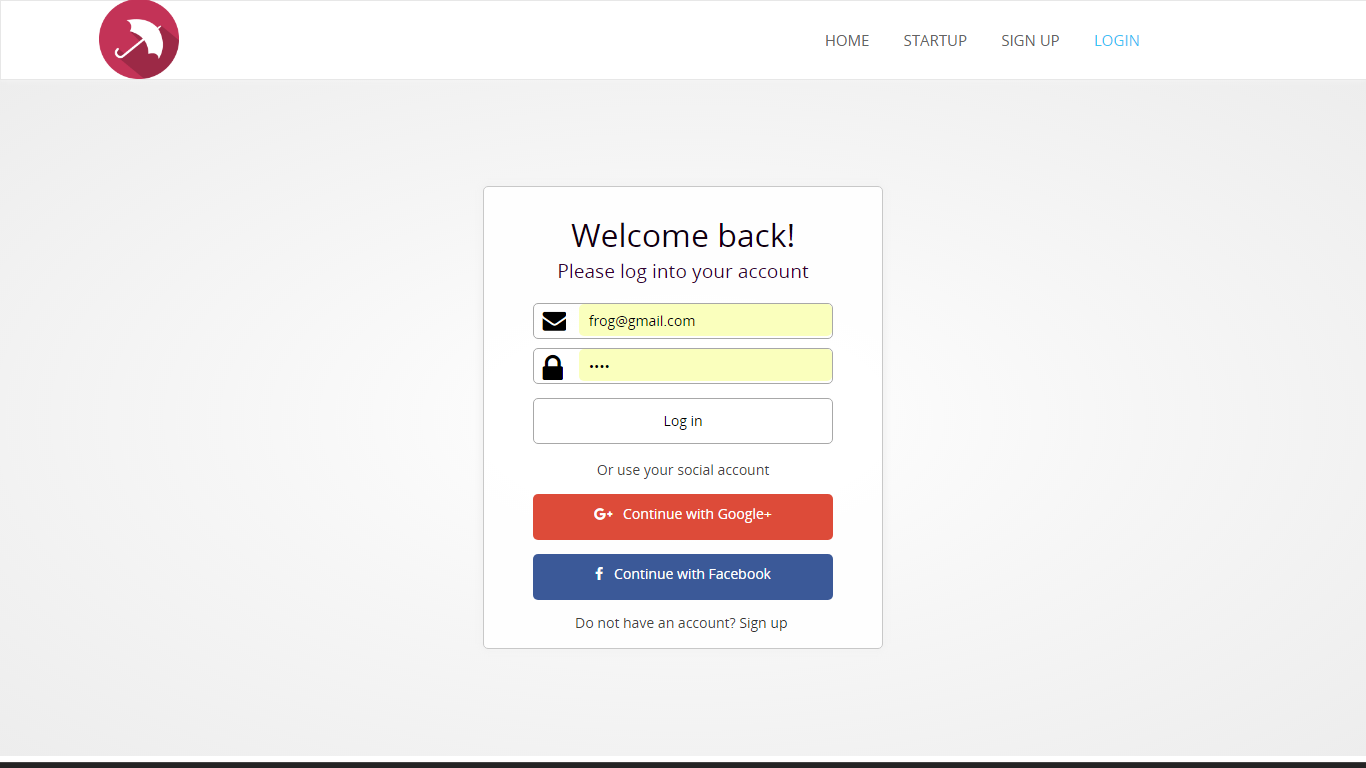 HOME STARTUP SIGN UP LOGIN
Welcome back!
Please log into your account
frog@gmail.com
••••
Log in
Or use your social account
G+ Continue with Google+
f Continue with Facebook
Do not have an account? Sign up